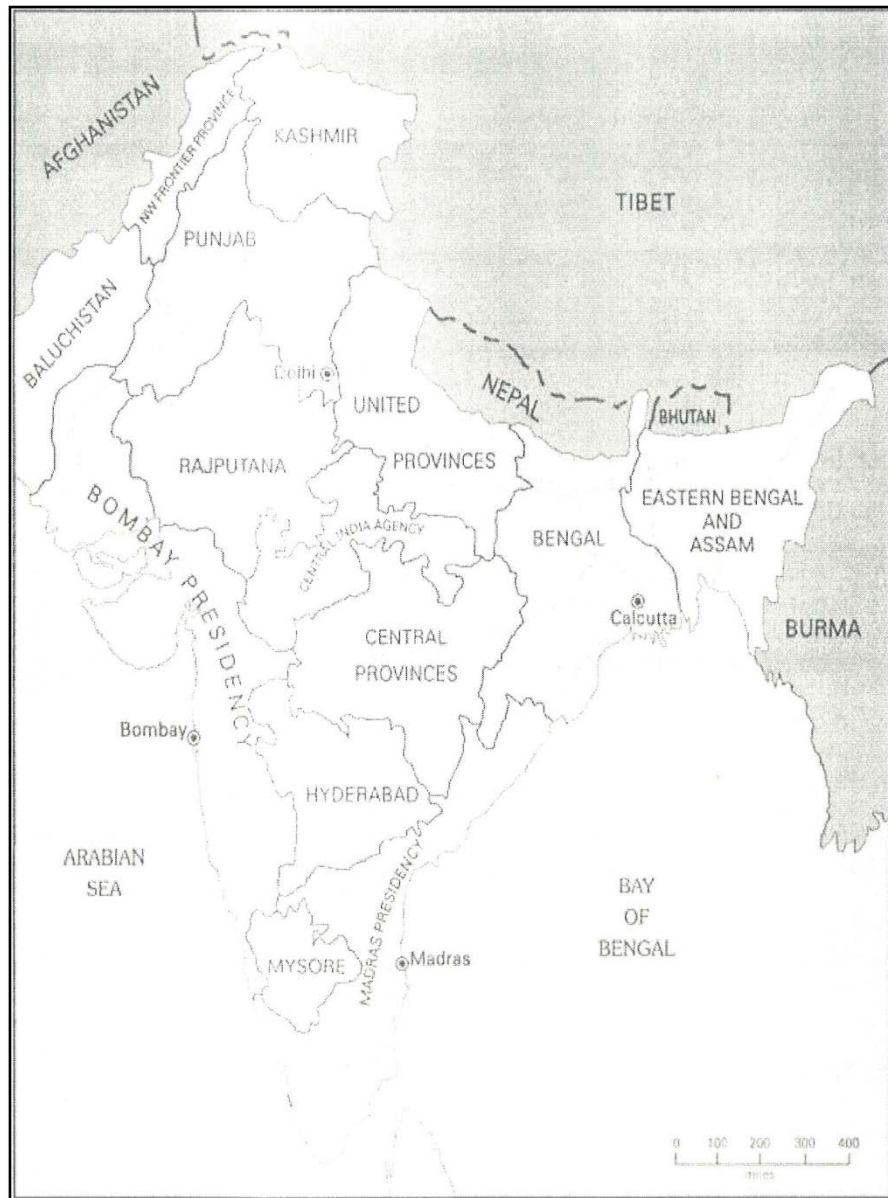 AFGHANISTAN
NW FRONTIER PROVINCE
KASHMIR
TIBET
PUNJAB
BALUCHISTAN
Delhi
UNITED
PROVINCES
NEPAL
BHUTAN
RAJPUTANA
EASTERN BENGAL
AND
ASSAM
BOMBAY PRESIDENCY
CENTRAL INDIA AGENCY
BENGAL
Calcutta
BURMA
CENTRAL
PROVINCES
Bombay
HYDERABAD
ARABIAN
SEA
MADRAS PRESIDENCY
BAY
OF
BENGAL
MYSORE
Madras
0 100 200 300 400
miles